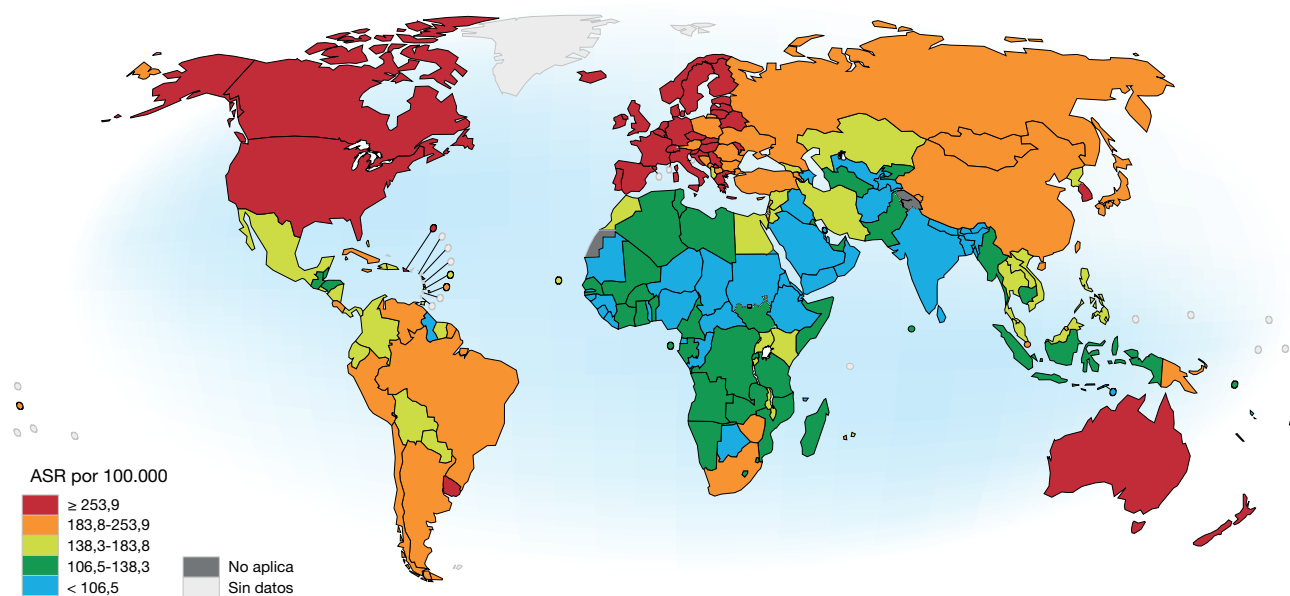 ASR por 100.000
≥ 253,9
183,8-253,9
138,3-183,8
106,5-138,3
< 106,5
No aplica
Sin datos